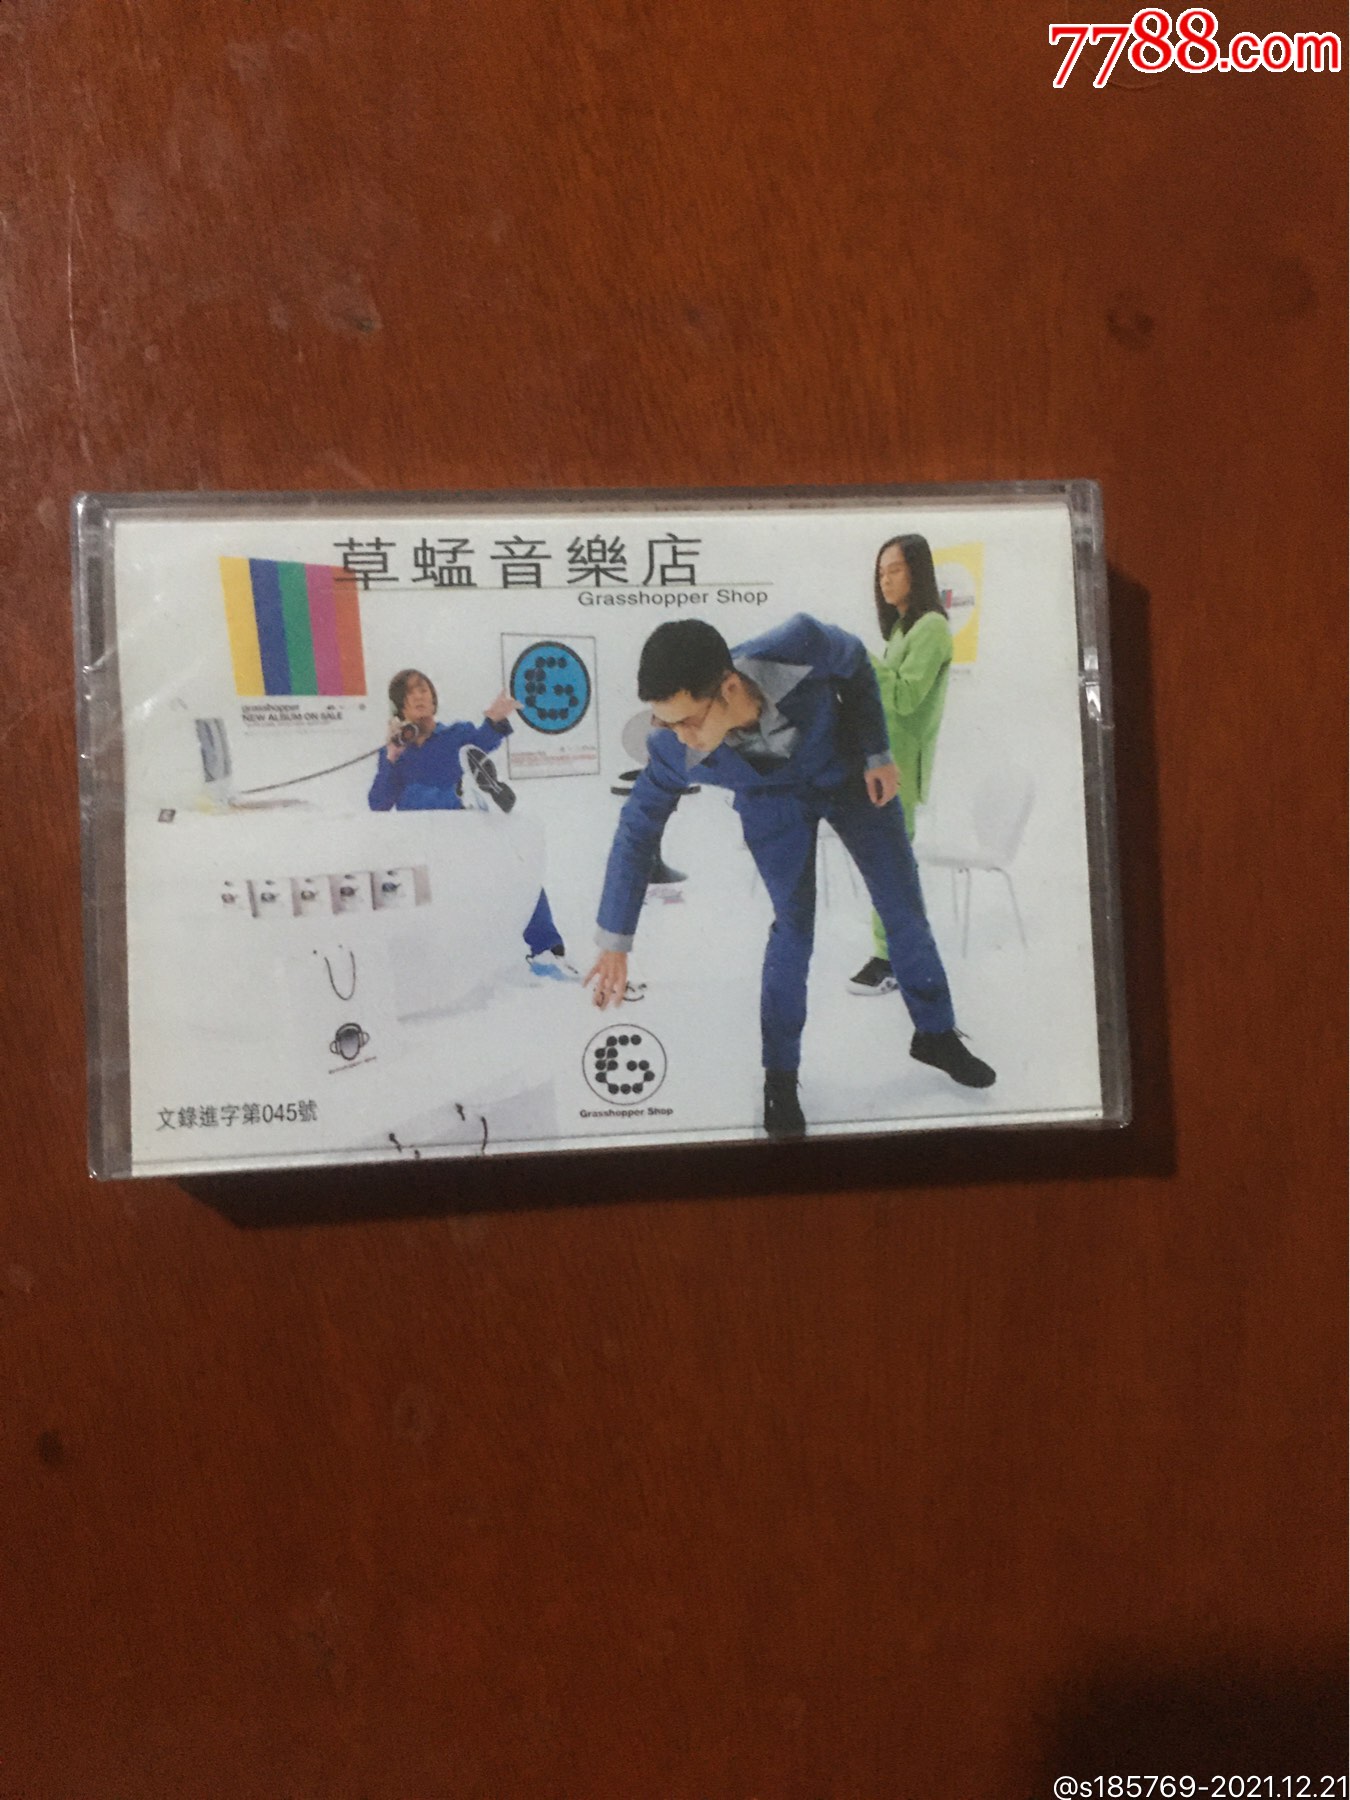 7788.com
草蜢音樂店
Grasshopper Shop
grasshopper
NEW ALBUM ON SALE
Grasshopper Shop
文錄進字第045號
@s185769-2021.12.21